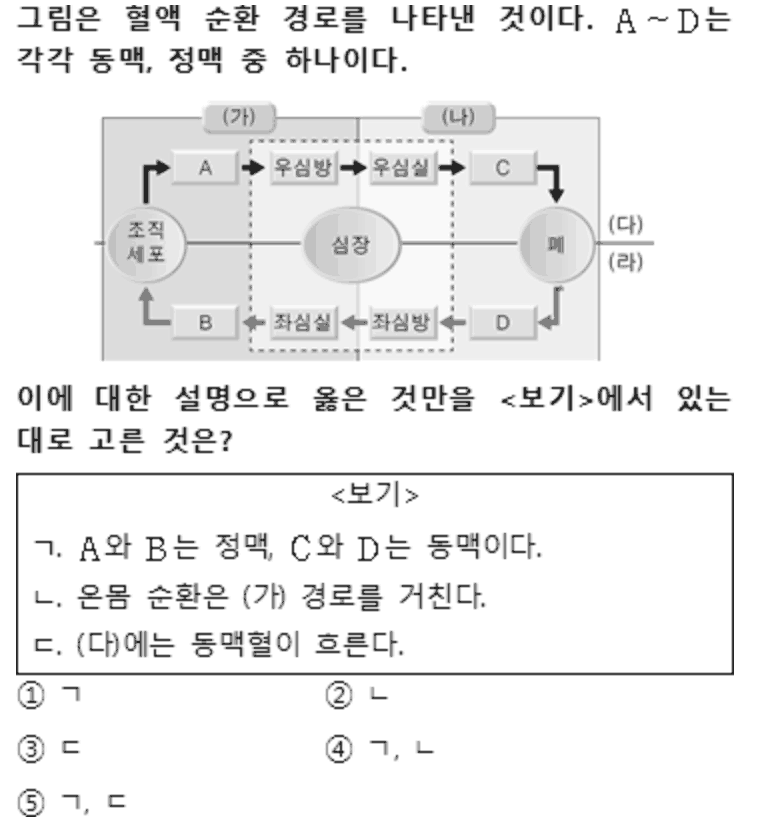 그림은 혈액 순환 경로를 나타낸 것이다. A ~ D는
각각 동맥, 정맥 중 하나이다.
(가) (나)
A 우심방 우심실 C
조직
세포
심장
폐
(다)
(라)
B 좌심실 좌심방 D
이에 대한 설명으로 옳은 것만을 <보기>에서 있는
대로 고른 것은?
<보기>
ㄱ. A와 B는 정맥, C와 D는 동맥이다.
ㄴ. 온몸 순환은 (가) 경로를 거친다.
ㄷ. (다)에는 동맥혈이 흐른다.
① ㄱ ② ㄴ
③ ㄷ ④ ㄱ, ㄴ
⑤ ㄱ, ㄷ